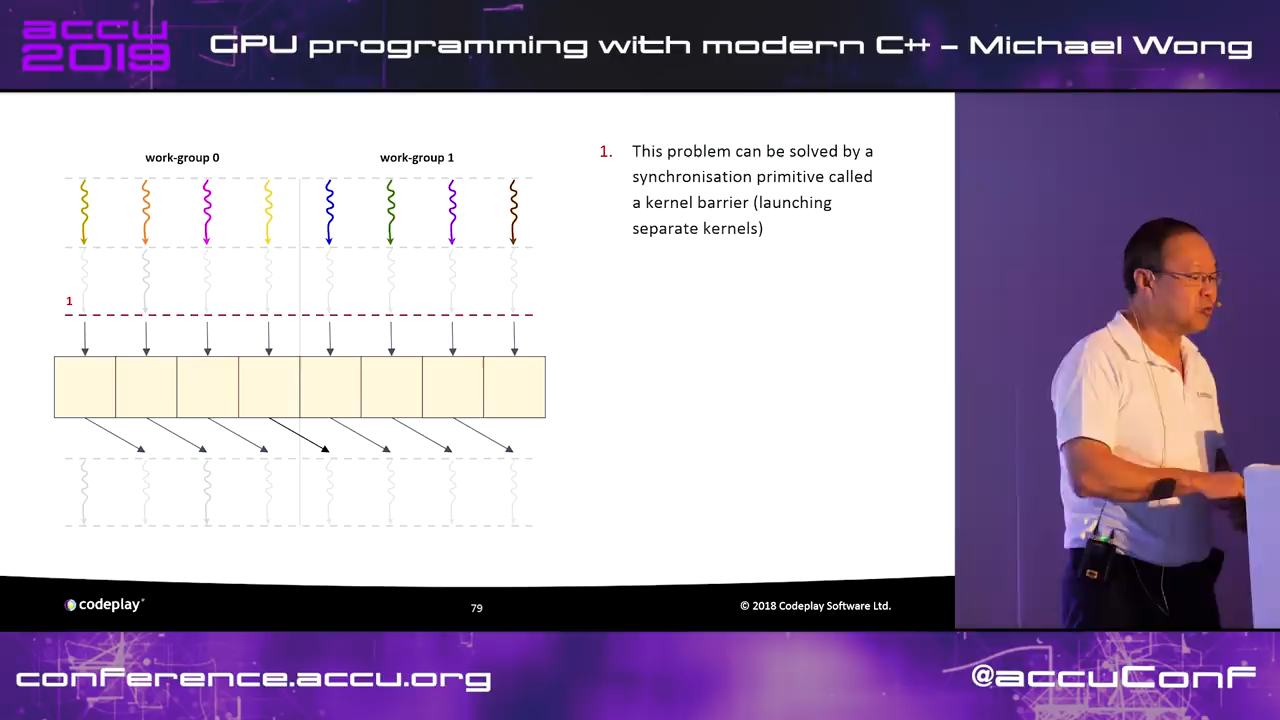 accu
2019
GPU programming with modern C++ – Michael Wong
work-group 0
work-group 1
1. This problem can be solved by a
synchronisation primitive called
a kernel barrier (launching
separate kernels)
1
codeplay
79
© 2018 Codeplay Software Ltd.
conference.accu.org
@accuConf